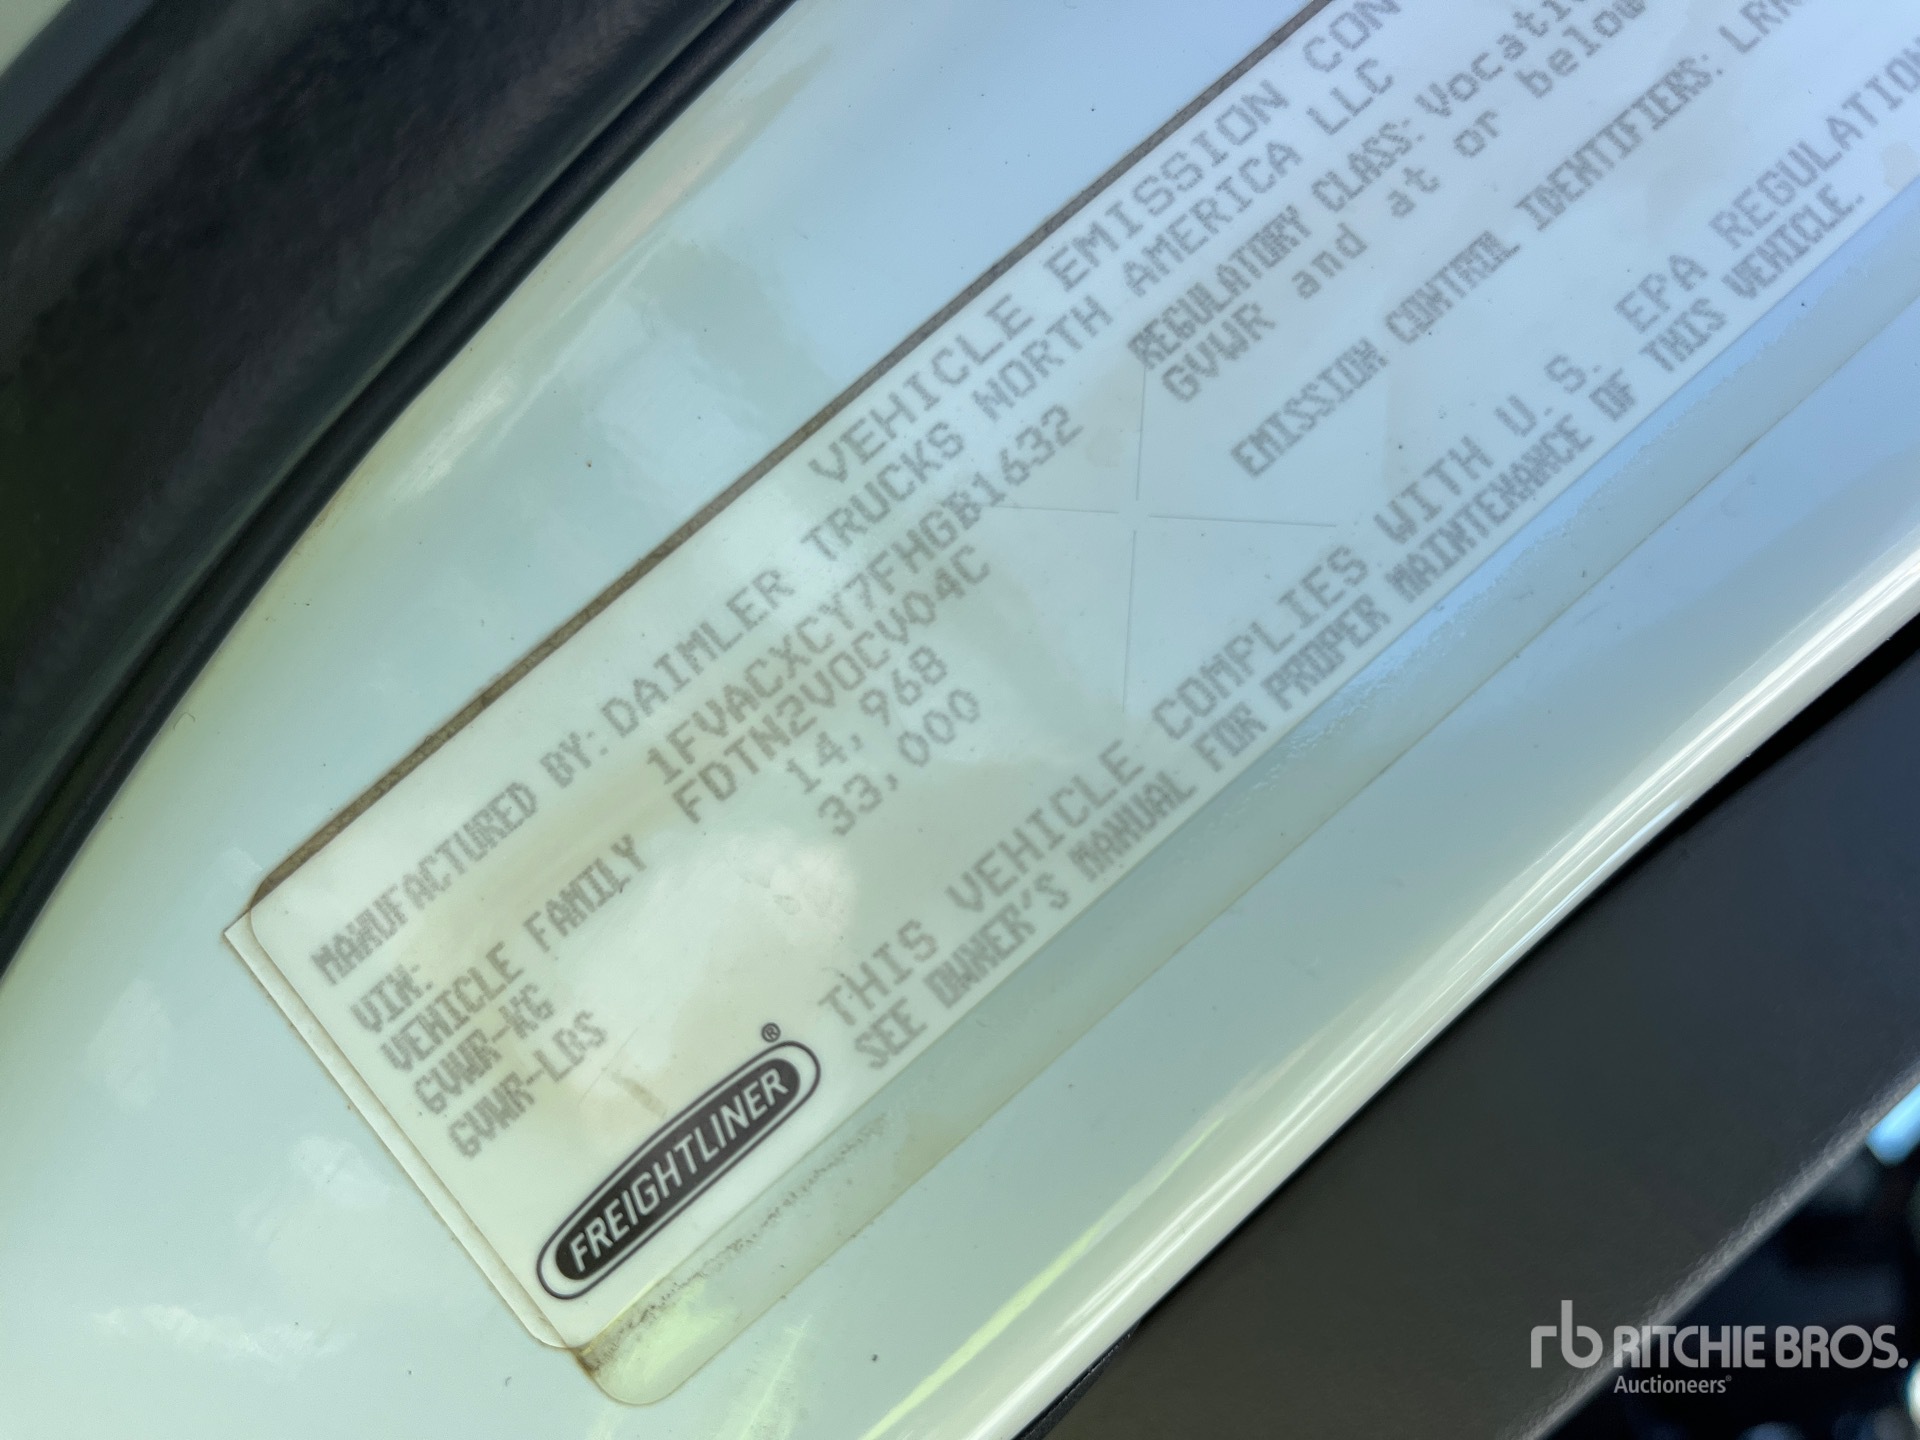 VEHICLE EMISSION CON
MANUFACTURED BY: DAIMLER TRUCKS NORTH AMERICA LLC
VIN: 1FVACXCY7FHGB1632
REGULATORY CLASS: Vocati
VEHICLE FAMILY FDTN2VOCV04C
GVWR and at or below
GVWR-KG 14,968
GVWR-LBS 33,000
EMISSION CONTROL IDENTIFIERS: LRR
THIS VEHICLE COMPLIES WITH U.S. EPA REGULATION
SEE OWNER'S MANUAL FOR PROPER MAINTENANCE OF THIS VEHICLE.
FREIGHTLINER®
rb RITCHIE BROS.
Auctioneers®